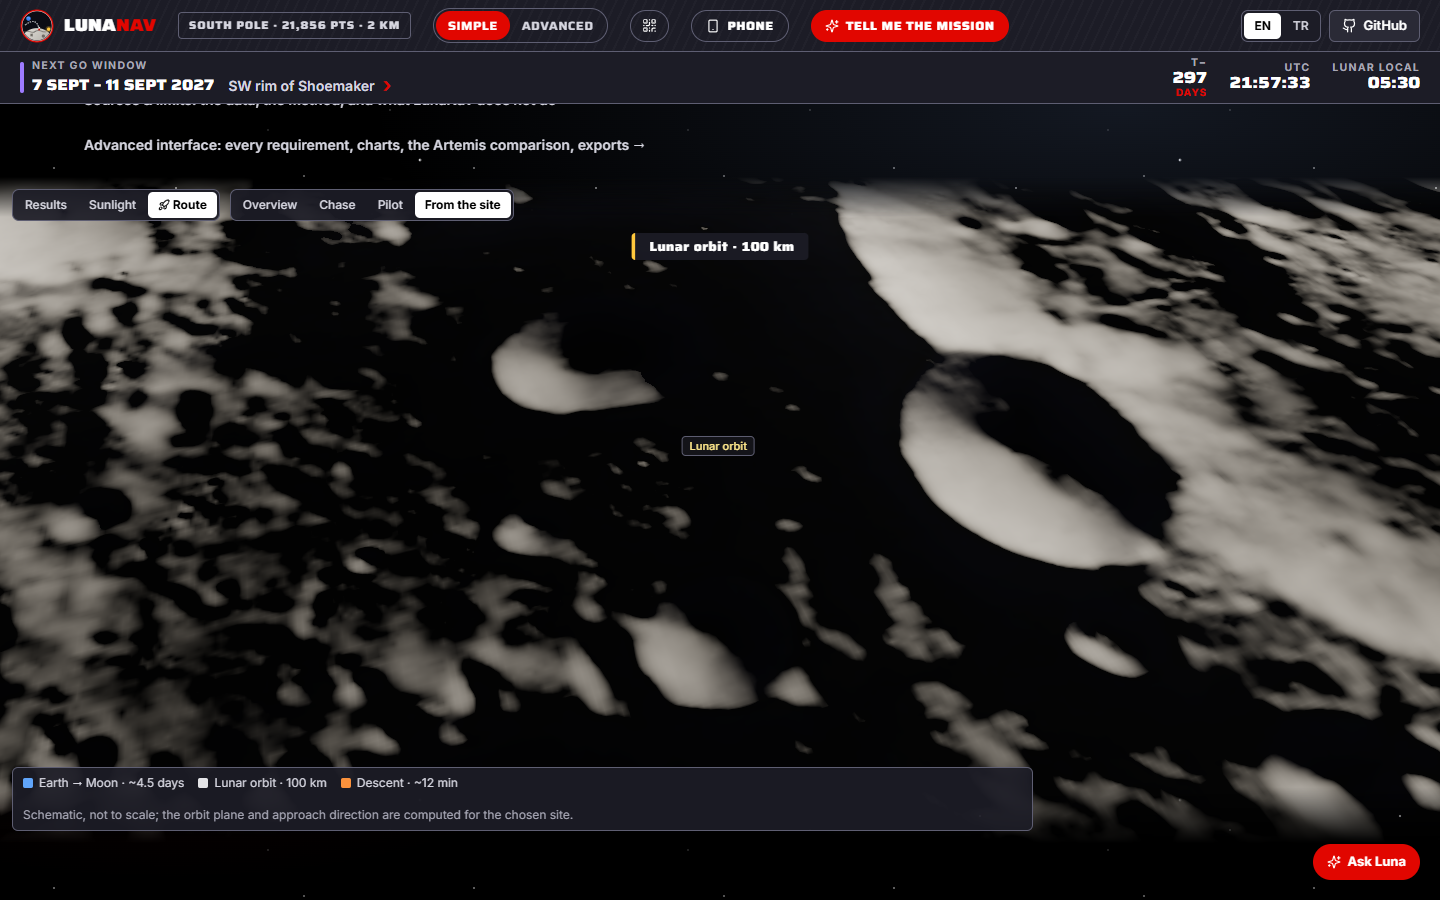 LUNANAV
SOUTH POLE · 21,856 PTS · 2 KM
SIMPLE
ADVANCED
PHONE
TELL ME THE MISSION
EN
TR
GitHub
NEXT GO WINDOW
7 SEPT – 11 SEPT 2027
SW rim of Shoemaker
T–
297
DAYS
UTC
21:57:33
LUNAR LOCAL
05:30
Advanced interface: every requirement, charts, the Artemis comparison, exports →
Results
Sunlight
Route
Overview
Chase
Pilot
From the site
Lunar orbit · 100 km
Lunar orbit
Earth → Moon · ~4.5 days
Lunar orbit · 100 km
Descent · ~12 min
Schematic, not to scale; the orbit plane and approach direction are computed for the chosen site.
Ask Luna